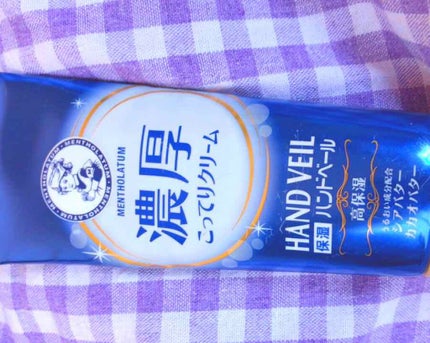 MENTHOLATUM
MENTHOLATUM
濃厚
こってりクリーム
HAND VEIL
保湿 ハンドベール
高保湿
うるおい成分配合
シアバター
カカオバター